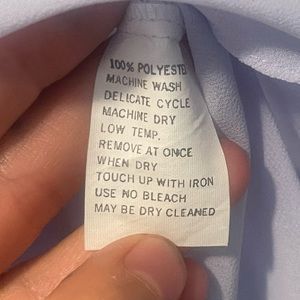 100% POLYESTE
MACHINE WASH
DELICATE CYCLE
MACHINE DRY
LOW TEMP.
REMOVE AT ONCE
WHEN DRY
TOUCH UP WITH IRON
USE NO BLEACH
MAY BE DRY CLEANED